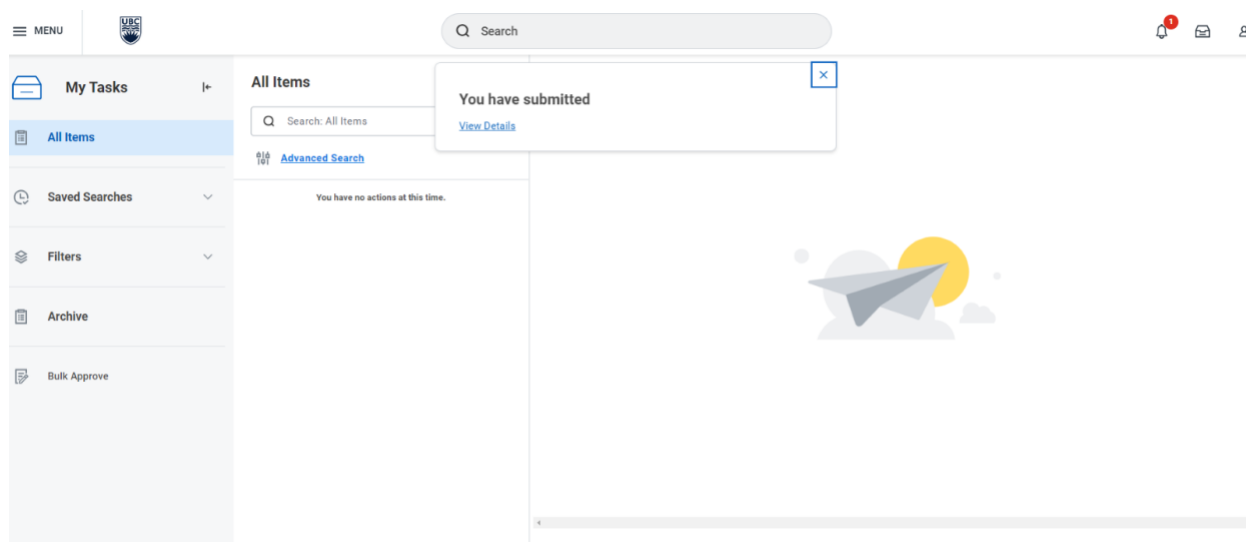 MENU
UBC
Search
1
My Tasks
All Items
Saved Searches
Filters
Archive
Bulk Approve
All Items
Search: All Items
Advanced Search
You have no actions at this time.
You have submitted
View Details